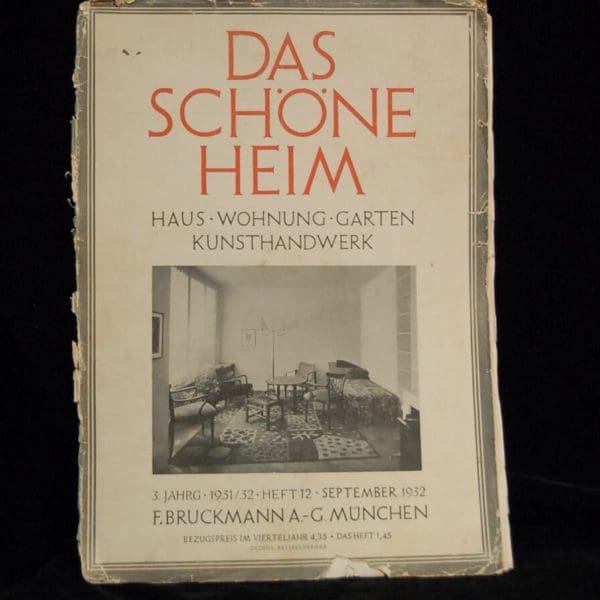 DAS
SCHÖNE
HEIM
HAUS · WOHNUNG · GARTEN
KUNSTHANDWERK
3. JAHRG · 1931/32 · HEFT 12 · SEPTEMBER 1932
F. BRUCKMANN A.-G. MÜNCHEN
BEZUGSPREIS IM VIERTELJAHR 4,35 · DAS HEFT 1,45